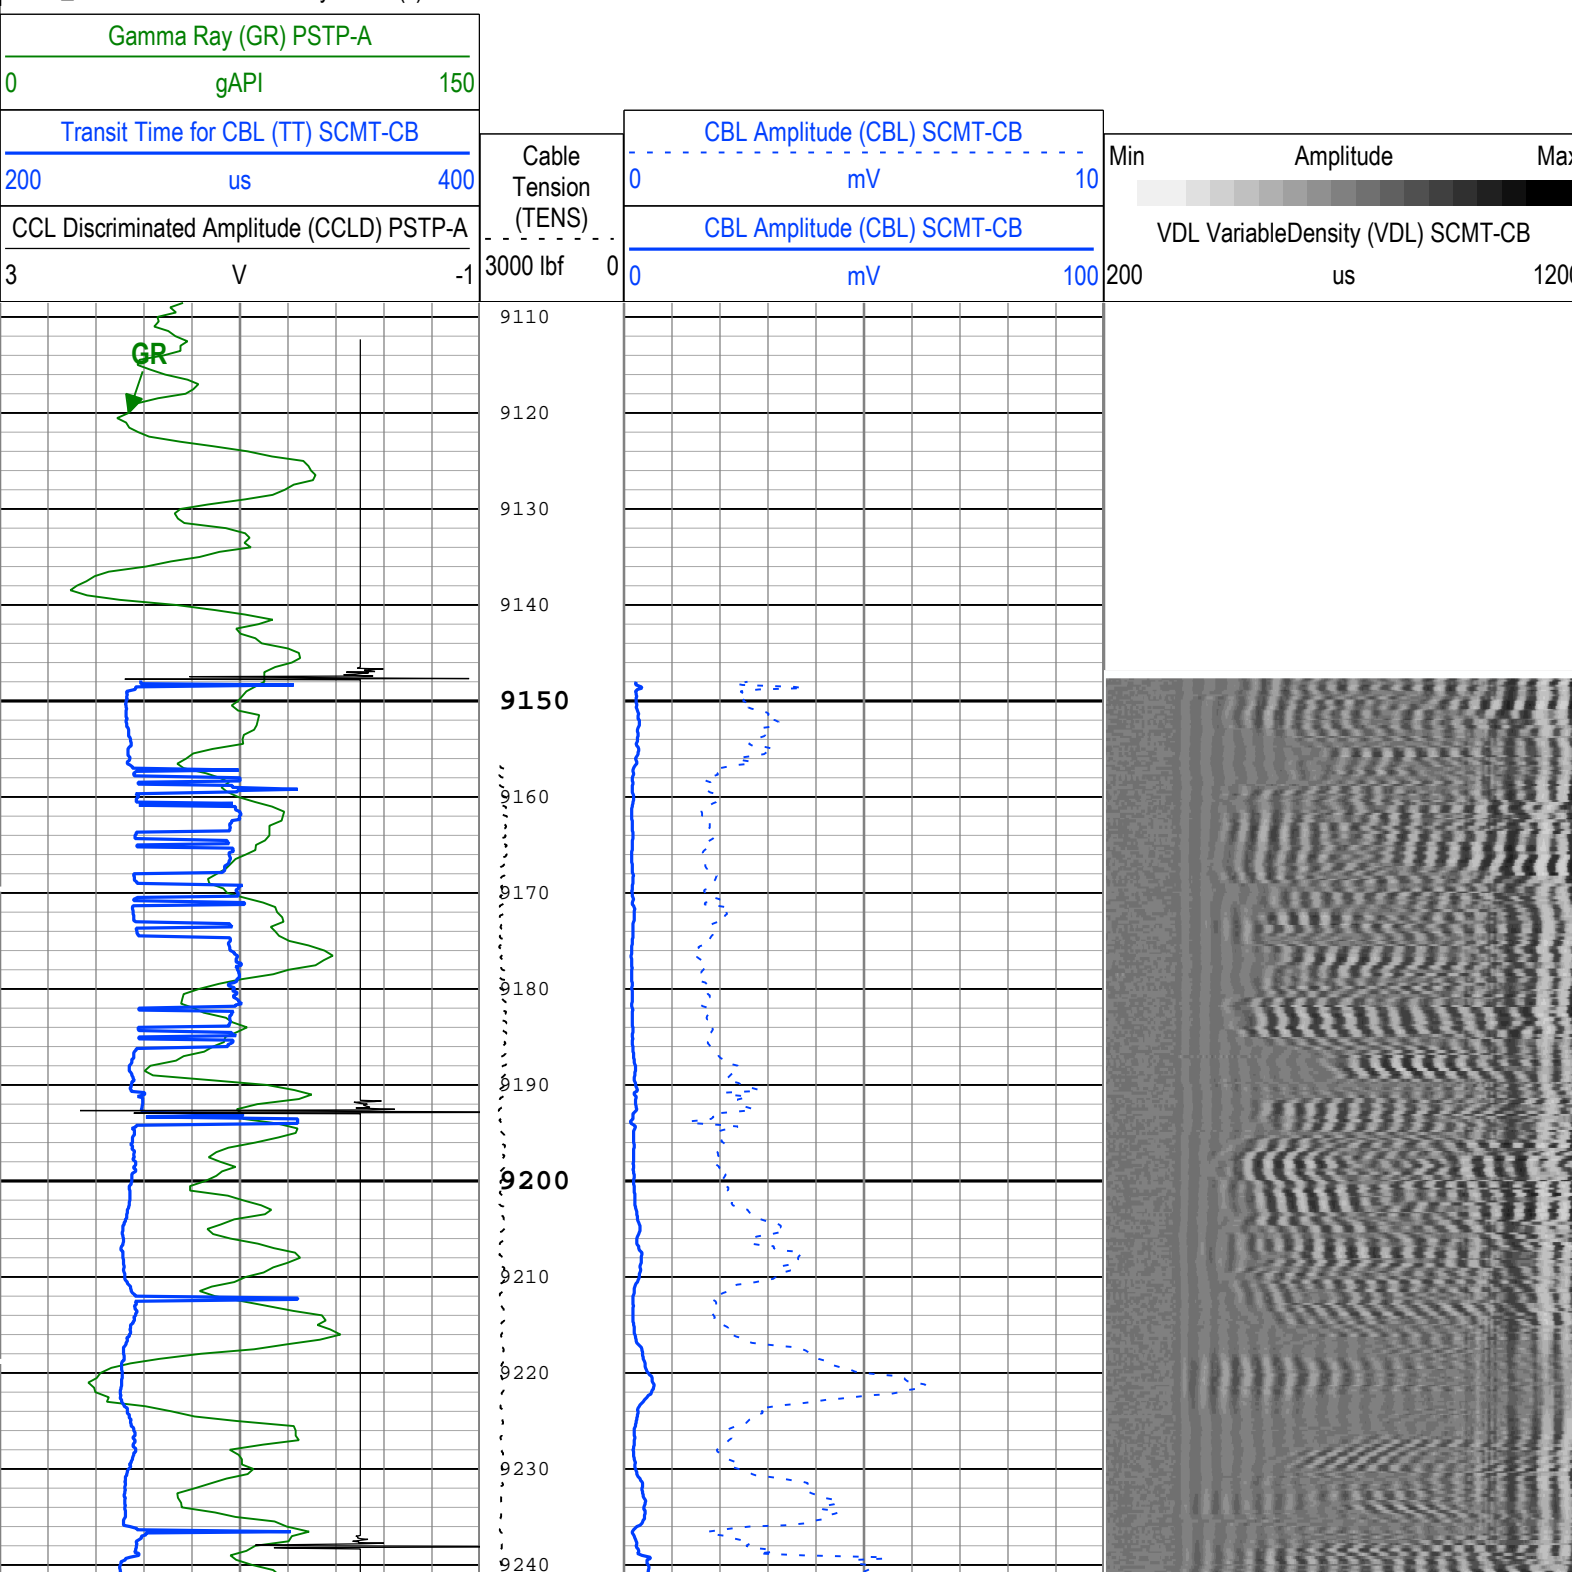 Gamma Ray (GR) PSTP-A
0 gAPI 150
Transit Time for CBL (TT) SCMT-CB
200 us 400
CCL Discriminated Amplitude (CCLD) PSTP-A
3 V -1
Cable
Tension
(TENS)
3000 lbf 0
CBL Amplitude (CBL) SCMT-CB
0 mV 10
CBL Amplitude (CBL) SCMT-CB
0 mV 100
Min Amplitude Max
VDL VariableDensity (VDL) SCMT-CB
200 us 1200
GR
9110
9120
9130
9140
9150
9160
9170
9180
9190
9200
9210
9220
9230
9240